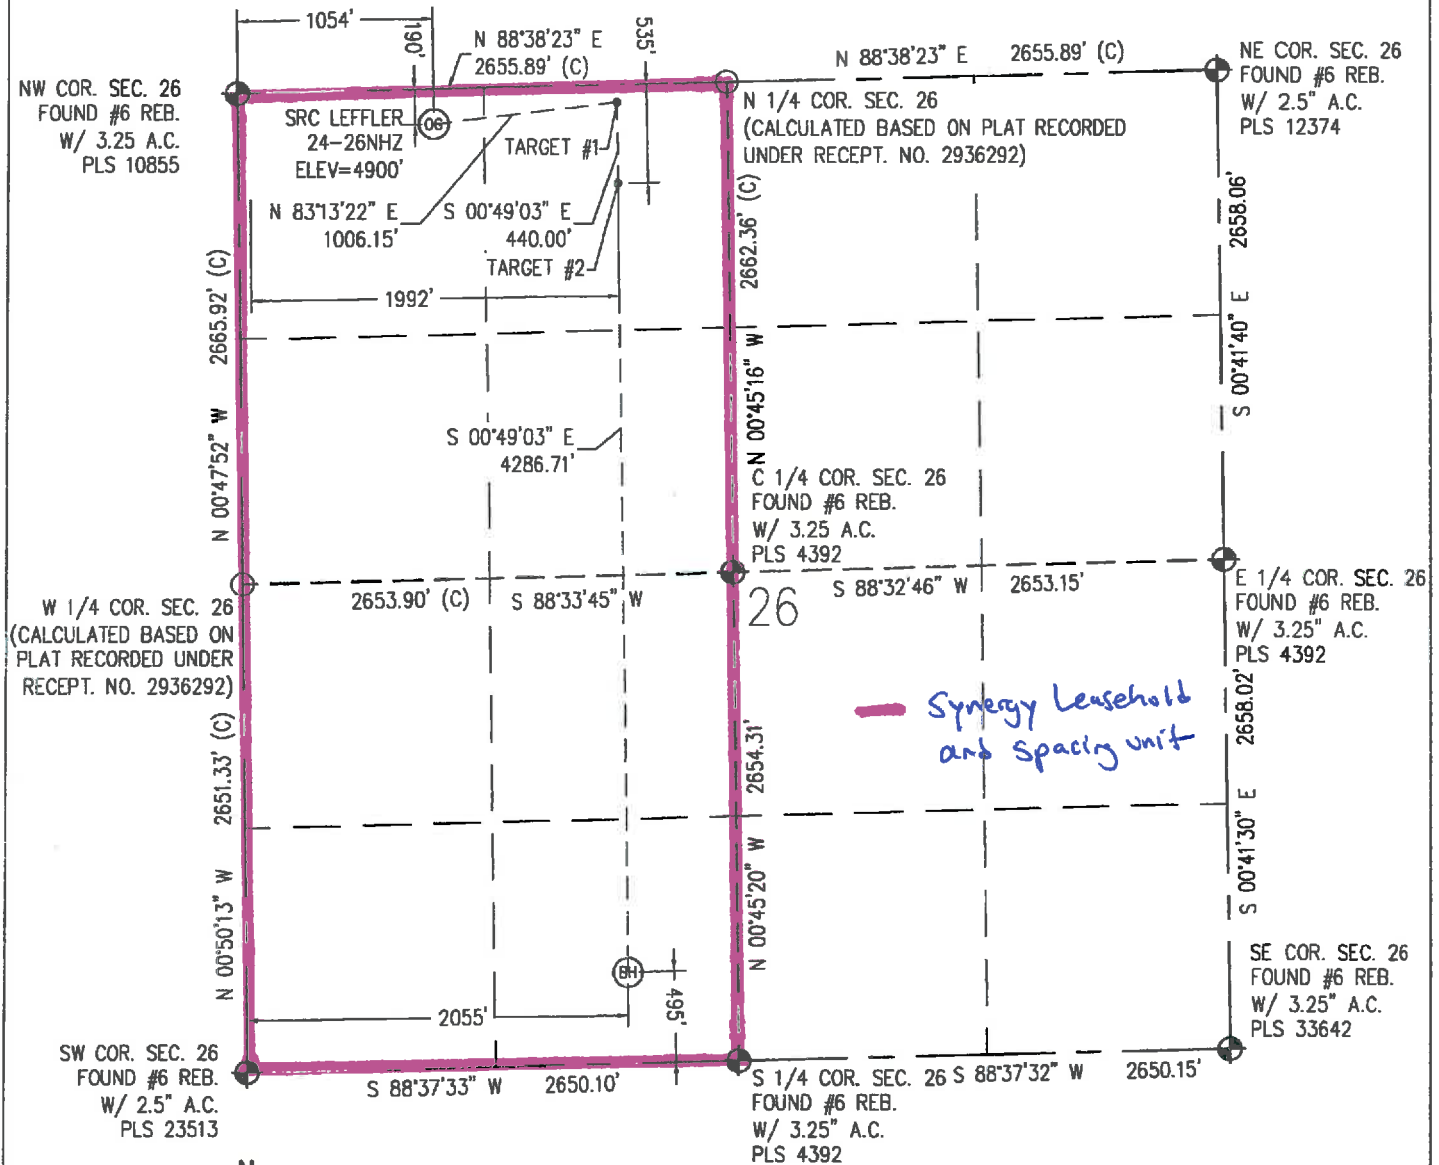 1054'
190'
535'
N 88°38'23" E
2655.89' (C)
N 88°38'23" E 2655.89' (C)
NE COR. SEC. 26
FOUND #6 REB.
W/ 2.5" A.C.
PLS 12374
NW COR. SEC. 26
FOUND #6 REB.
W/ 3.25 A.C.
PLS 10855
SRC LEFFLER
24-26NHZ
ELEV=4900'
OG
TARGET #1
N 1/4 COR. SEC. 26
(CALCULATED BASED ON PLAT RECORDED
UNDER RECEPT. NO. 2936292)
N 83°13'22" E
1006.15'
S 00°49'03" E
440.00'
TARGET #2
1992'
2665.92' (C)
N 00°47'52" W
2662.36' (C)
N 00°45'16" W
2658.06'
S 00°41'40" E
S 00°49'03" E
4286.71'
C 1/4 COR. SEC. 26
FOUND #6 REB.
W/ 3.25 A.C.
PLS 4392
W 1/4 COR. SEC. 26
(CALCULATED BASED ON
PLAT RECORDED UNDER
RECEPT. NO. 2936292)
2653.90' (C) S 88°33'45" W
26
S 88°32'46" W 2653.15'
E 1/4 COR. SEC. 26
FOUND #6 REB.
W/ 3.25" A.C.
PLS 4392
Synergy Leasehold
and spacing unit
2651.33' (C)
N 00°50'13" W
2654.31'
N 00°45'20" W
2658.02'
S 00°41'30" E
BH
495'
2055'
SE COR. SEC. 26
FOUND #6 REB.
W/ 3.25" A.C.
PLS 33642
SW COR. SEC. 26
FOUND #6 REB.
W/ 2.5" A.C.
PLS 23513
S 88°37'33" W 2650.10'
S 1/4 COR. SEC. 26
FOUND #6 REB.
W/ 3.25" A.C.
PLS 4392
S 88°37'32" W 2650.15'
N